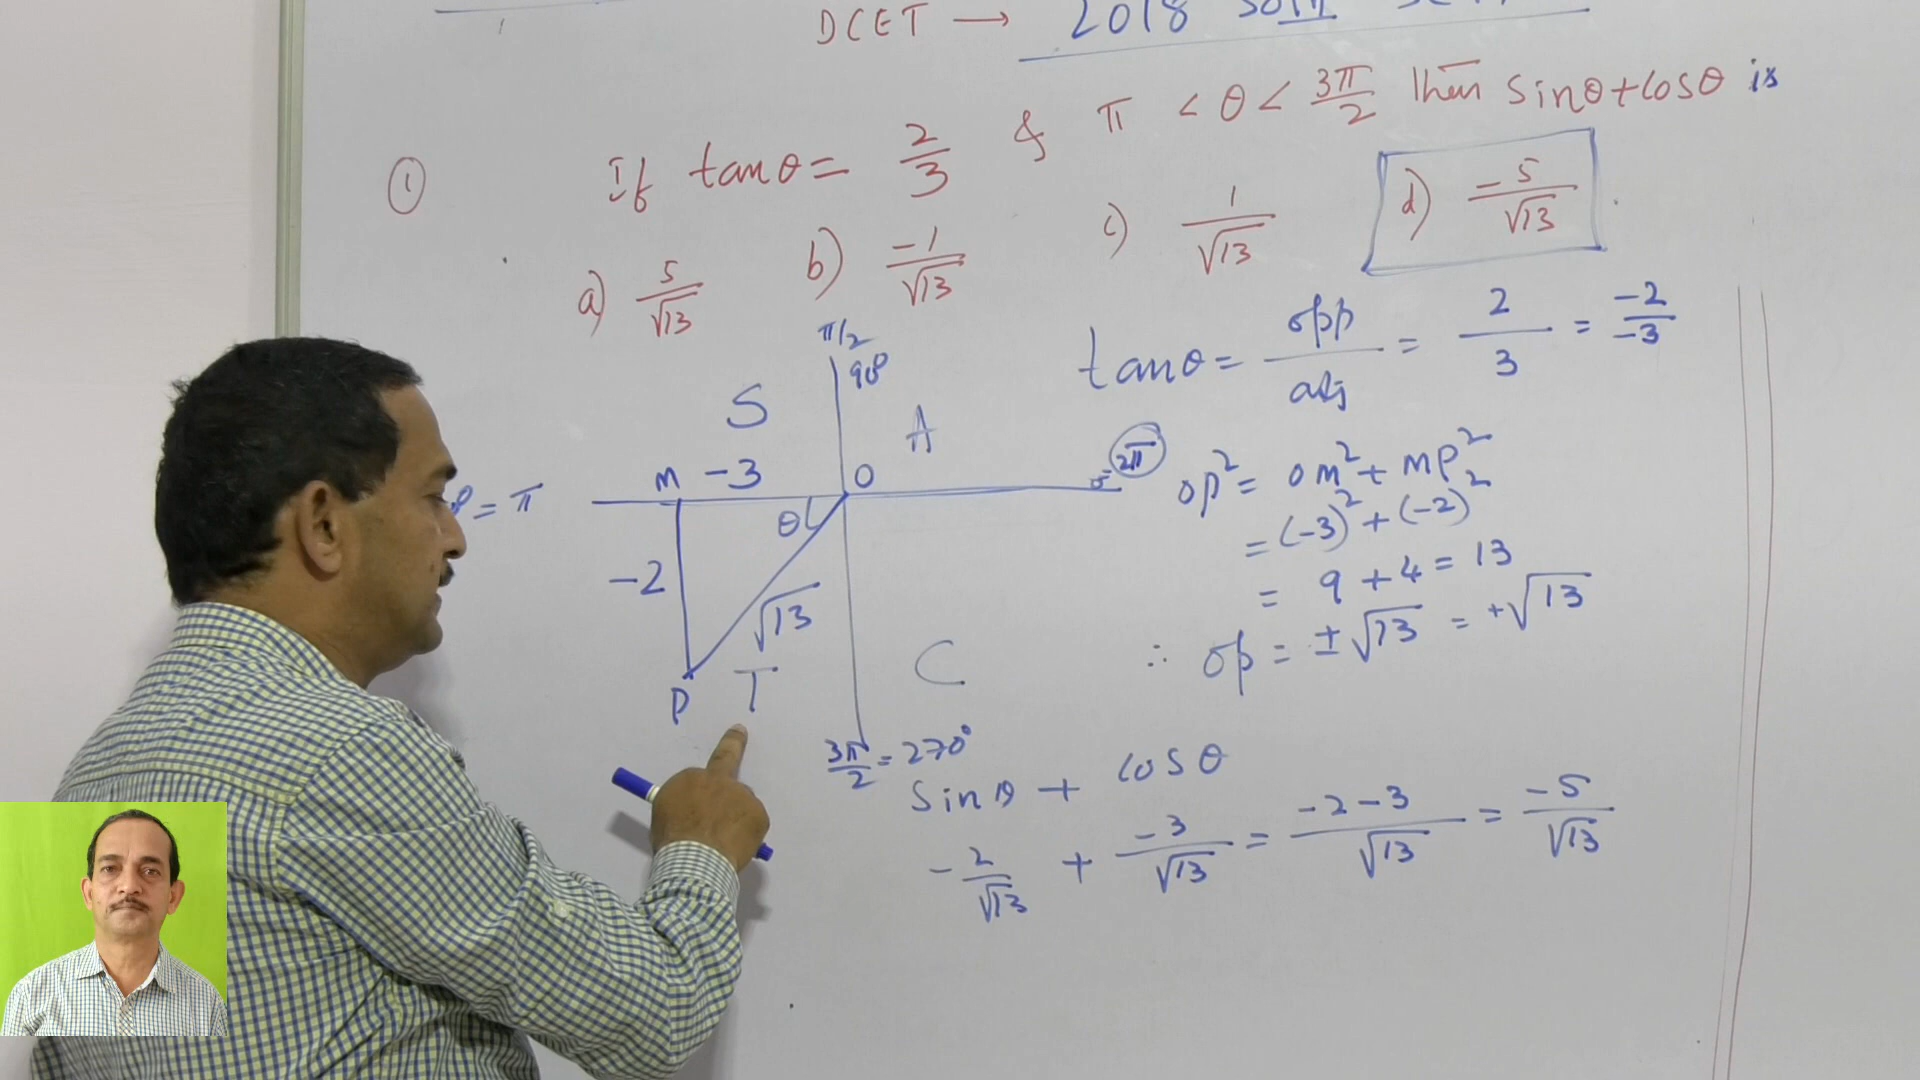 DCET → 2018
① If tanθ = 2/3 & π < θ < 3π/2 then sinθ + cosθ is
a) 5/√13 b) -1/√13 c) 1/√13 d) -5/√13
tanθ = opp/adj = 2/3 = -2/-3
π/2
90°
S A
M -3 O 2π
= π
θ
-2
√13
P T C
3π/2 = 270°
OP² = OM² + MP²
= (-3)² + (-2)²
= 9 + 4 = 13
∴ OP = ±√13 = +√13
sinθ + cosθ
-2/√13 + -3/√13 = -2-3/√13 = -5/√13